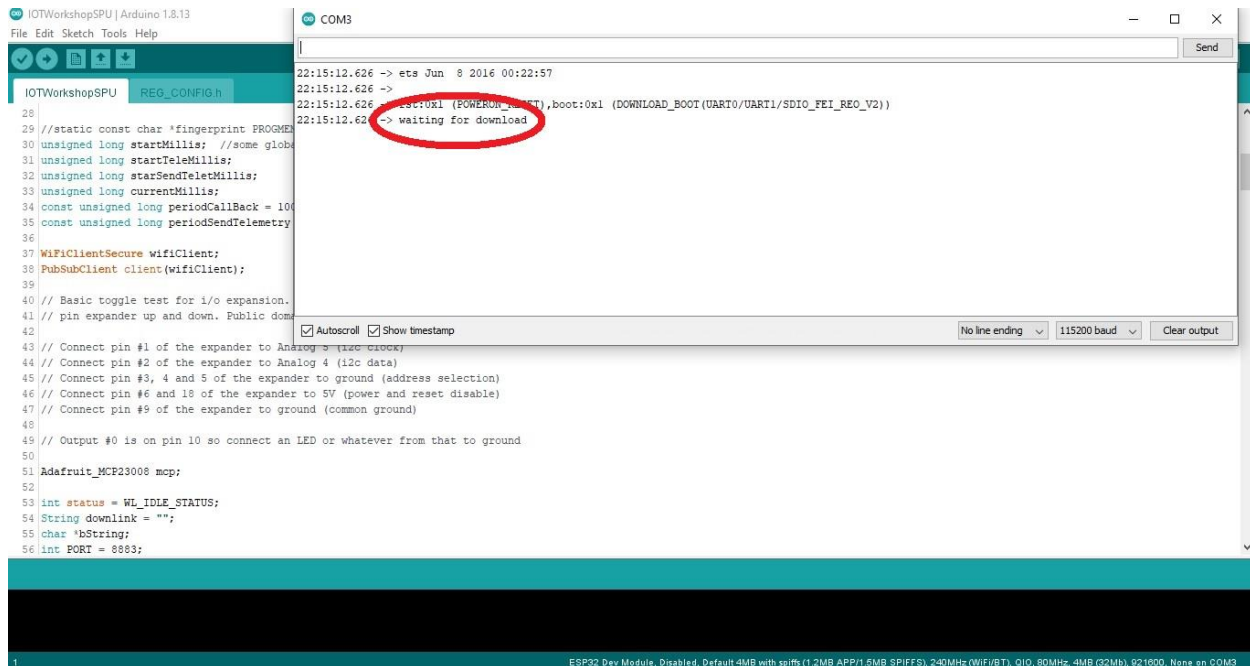 IOTWorkshopSPU | Arduino 1.8.13
File Edit Sketch Tools Help
IOTWorkshopSPU REG_CONFIG.h
COM3
Send
22:15:12.626 -> ets Jun 8 2016 00:22:57
22:15:12.626 ->
22:15:12.626 -> rst:0x1 (POWERON_RESET),boot:0x1 (DOWNLOAD_BOOT(UART0/UART1/SDIO_FEI_REO_V2))
22:15:12.626 -> waiting for download
Autoscroll Show timestamp No line ending 115200 baud Clear output
28
29 //static const char *fingerprint PROGMEM
30 unsigned long startMillis; //some globa
31 unsigned long startTeleMillis;
32 unsigned long starSendTeletMillis;
33 unsigned long currentMillis;
34 const unsigned long periodCallBack = 100
35 const unsigned long periodSendTelemetry
36
37 WiFiClientSecure wifiClient;
38 PubSubClient client(wifiClient);
39
40 // Basic toggle test for i/o expansion.
41 // pin expander up and down. Public doma
42
43 // Connect pin #1 of the expander to Analog 5 (i2c clock)
44 // Connect pin #2 of the expander to Analog 4 (i2c data)
45 // Connect pin #3, 4 and 5 of the expander to ground (address selection)
46 // Connect pin #6 and 18 of the expander to 5V (power and reset disable)
47 // Connect pin #9 of the expander to ground (common ground)
48
49 // Output #0 is on pin 10 so connect an LED or whatever from that to ground
50
51 Adafruit_MCP23008 mcp;
52
53 int status = WL_IDLE_STATUS;
54 String downlink = "";
55 char *bString;
56 int PORT = 8883;
1
ESP32 Dev Module, Disabled, Default 4MB with spiffs (1.2MB APP/1.5MB SPIFFS), 240MHz (WiFi/BT), QIO, 80MHz, 4MB (32Mb), 921600, None on COM3